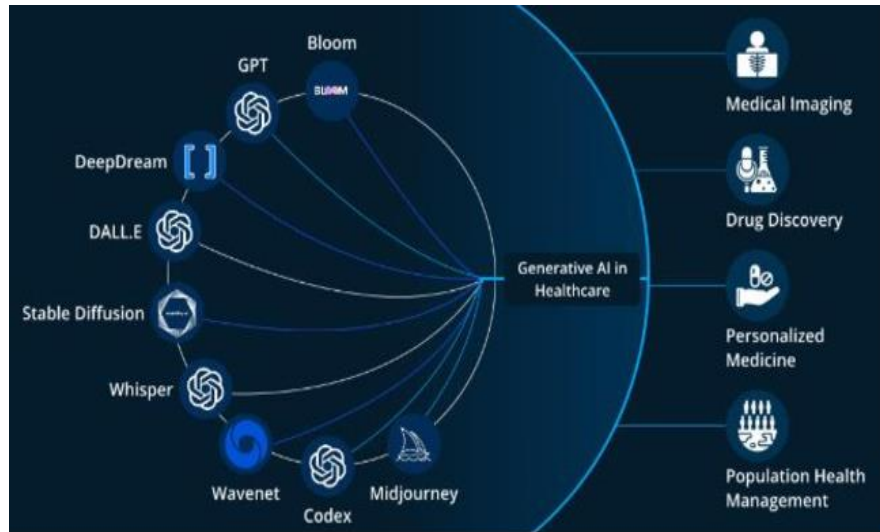 Bloom
GPT
BLOOM
DeepDream
DALL.E
Stable Diffusion
Whisper
Wavenet
Codex
Midjourney
Generative AI in
Healthcare
Medical Imaging
Drug Discovery
Personalized
Medicine
Population Health
Management